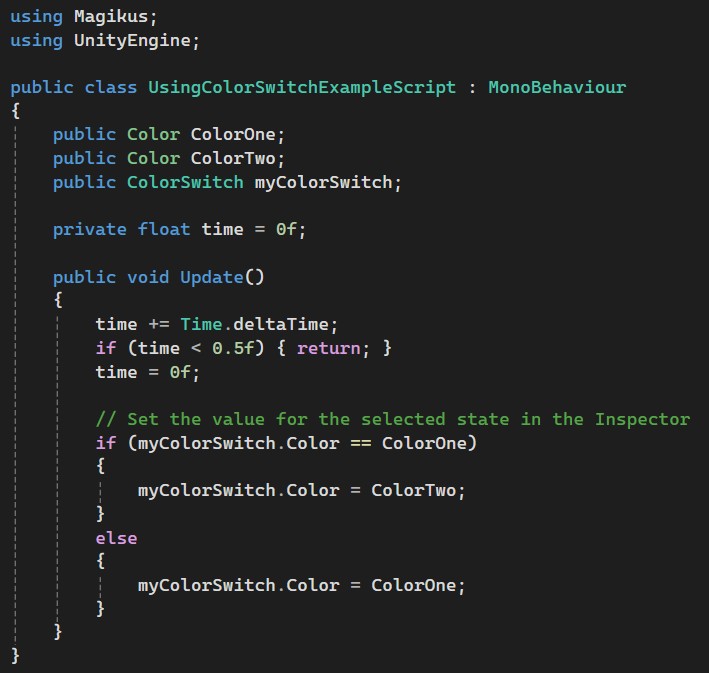 using Magikus;
using UnityEngine;

public class UsingColorSwitchExampleScript : MonoBehaviour
{
    public Color ColorOne;
    public Color ColorTwo;
    public ColorSwitch myColorSwitch;

    private float time = 0f;

    public void Update()
    {
        time += Time.deltaTime;
        if (time < 0.5f) { return; }
        time = 0f;

        // Set the value for the selected state in the Inspector
        if (myColorSwitch.Color == ColorOne)
        {
            myColorSwitch.Color = ColorTwo;
        }
        else
        {
            myColorSwitch.Color = ColorOne;
        }
    }
}